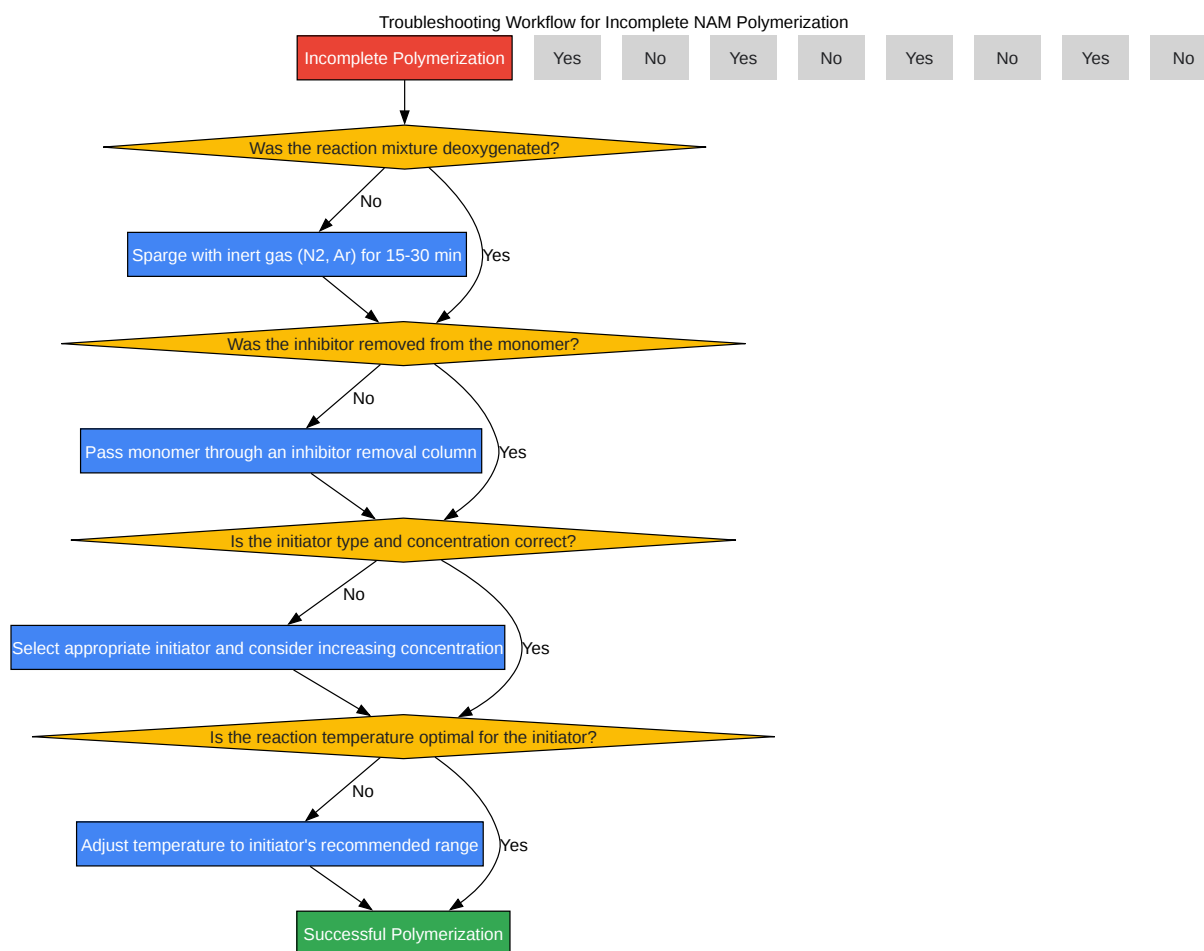 Troubleshooting Workflow for Incomplete NAM Polymerization
Incomplete Polymerization
Yes
No
Yes
No
Yes
No
Yes
No
Was the reaction mixture deoxygenated?
No
Sparge with inert gas (N2, Ar) for 15-30 min
Yes
Was the inhibitor removed from the monomer?
No
Pass monomer through an inhibitor removal column
Yes
Is the initiator type and concentration correct?
No
Select appropriate initiator and consider increasing concentration
Yes
Is the reaction temperature optimal for the initiator?
No
Adjust temperature to initiator's recommended range
Yes
Successful Polymerization